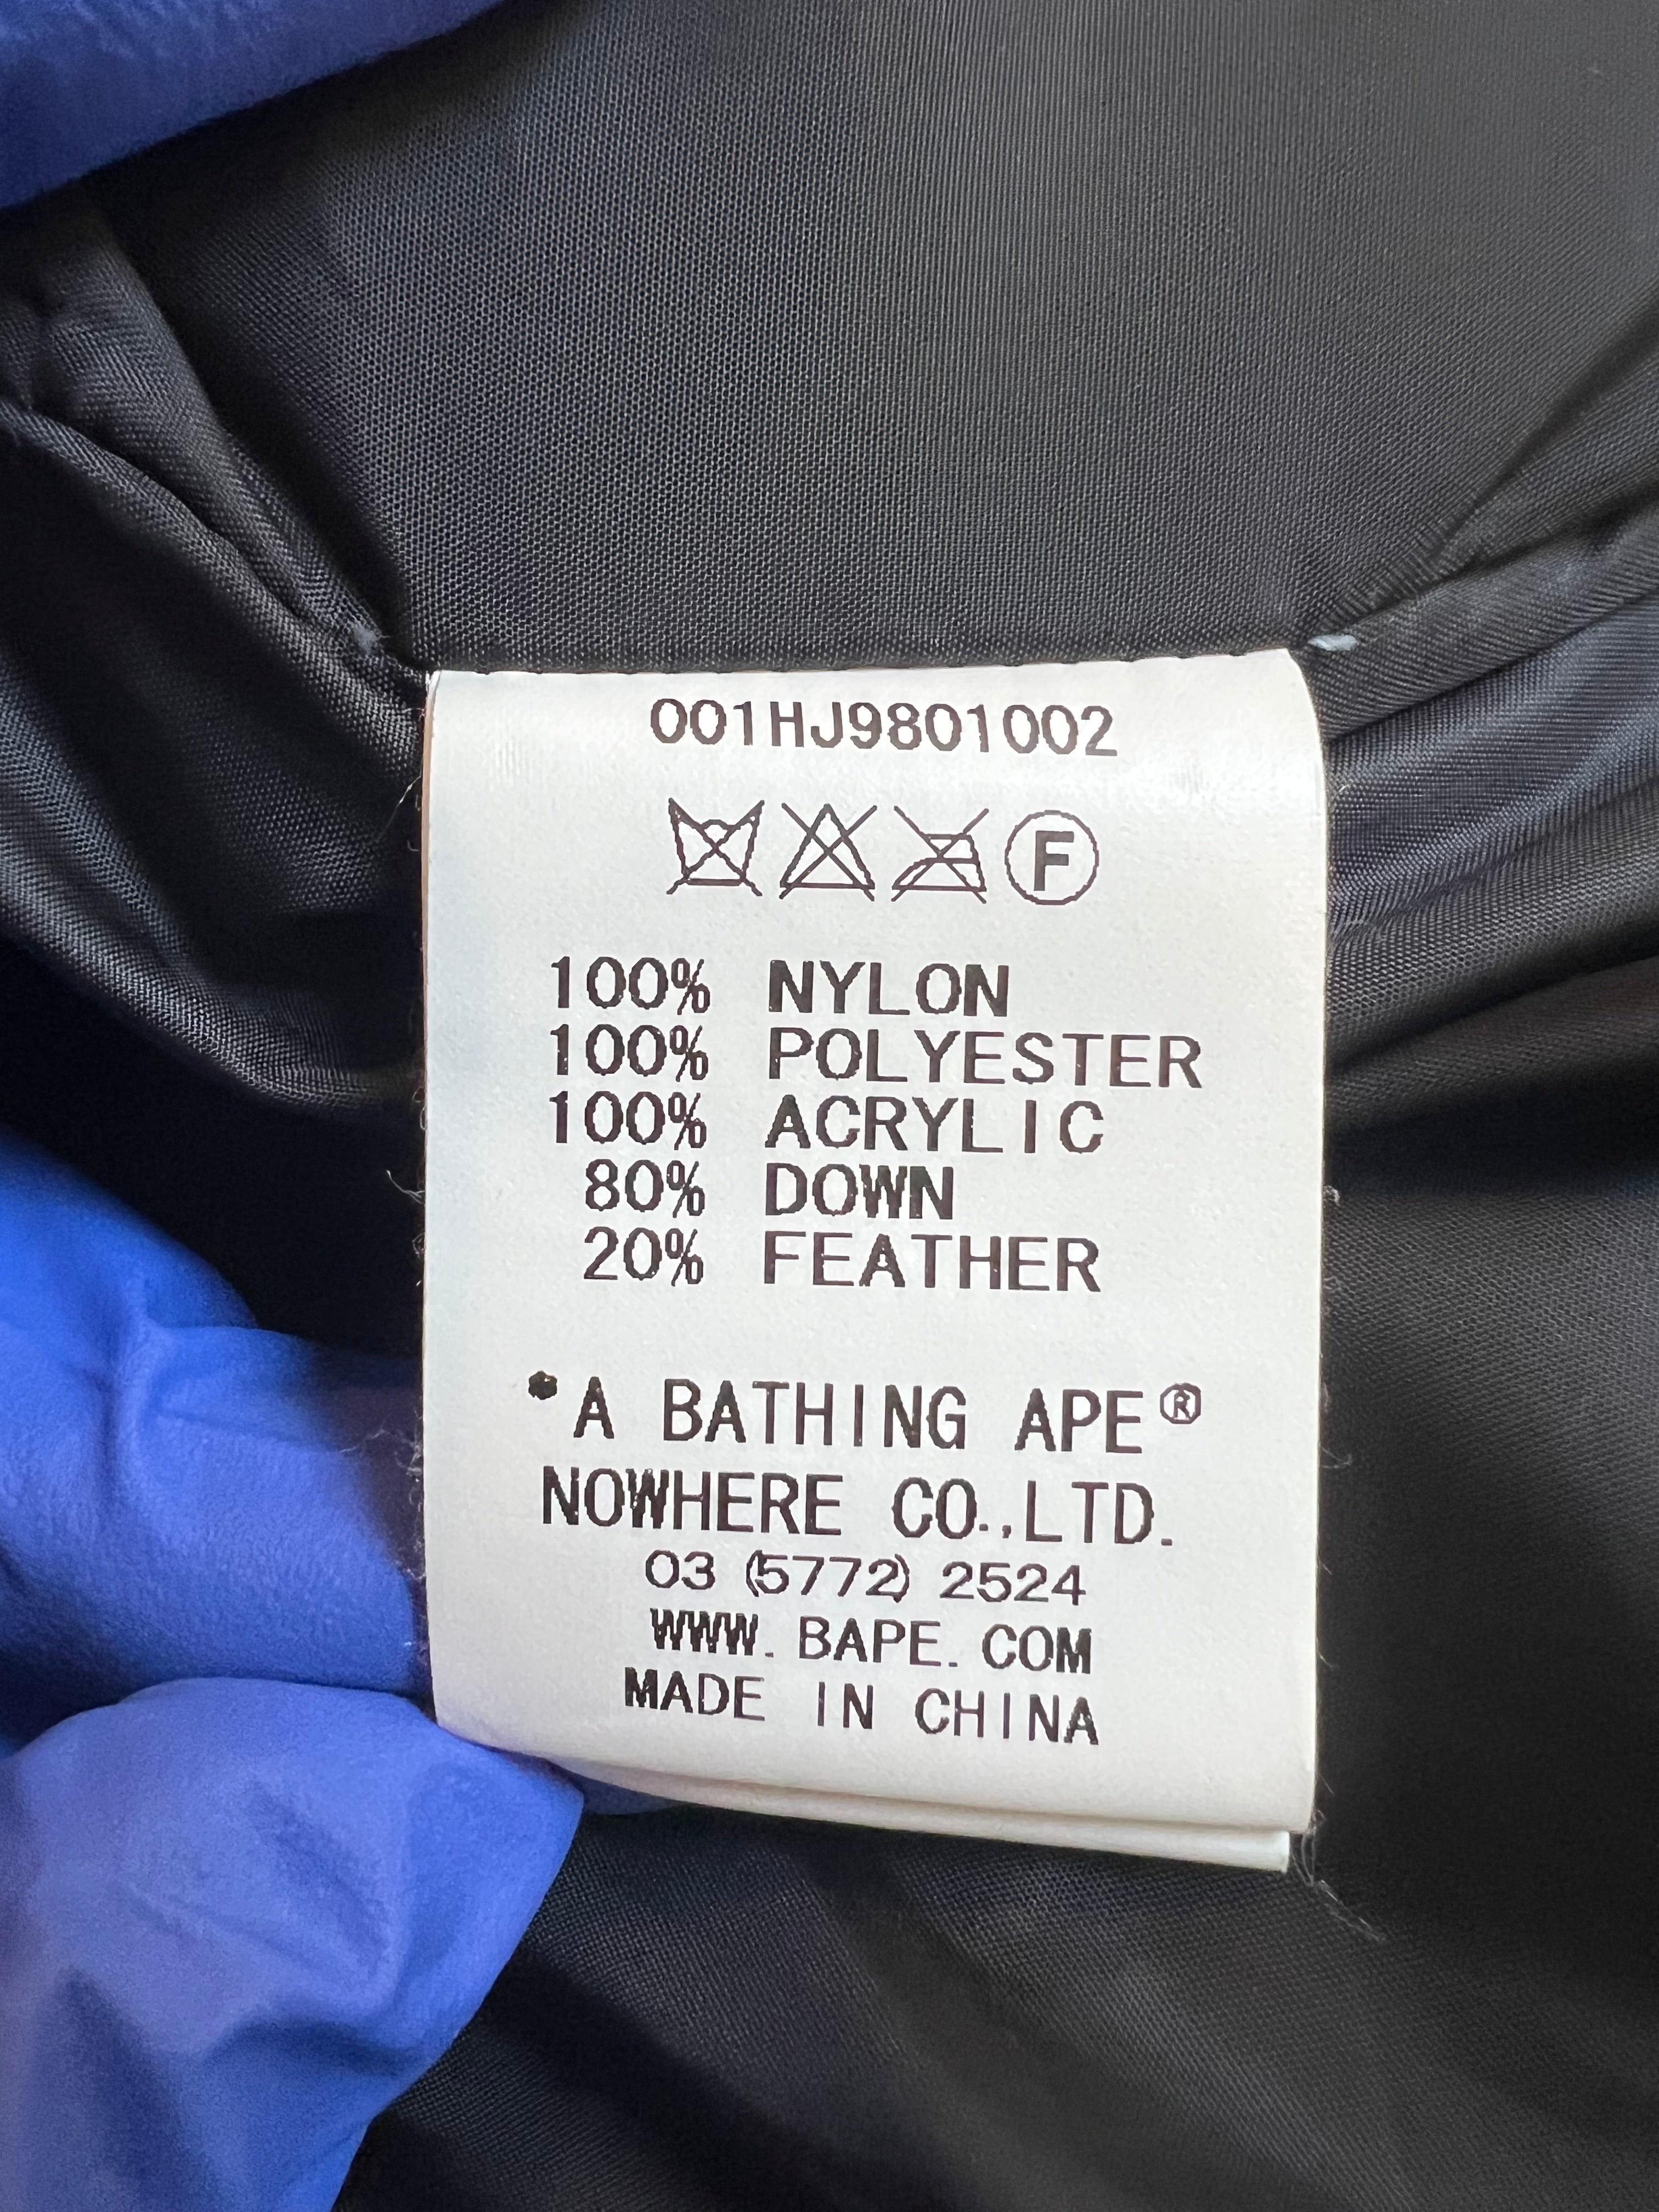 001HJ9801002
F
100% NYLON
100% POLYESTER
100% ACRYLIC
80% DOWN
20% FEATHER
*A BATHING APE®
NOWHERE CO.,LTD.
03 (5772) 2524
WWW. BAPE. COM
MADE IN CHINA